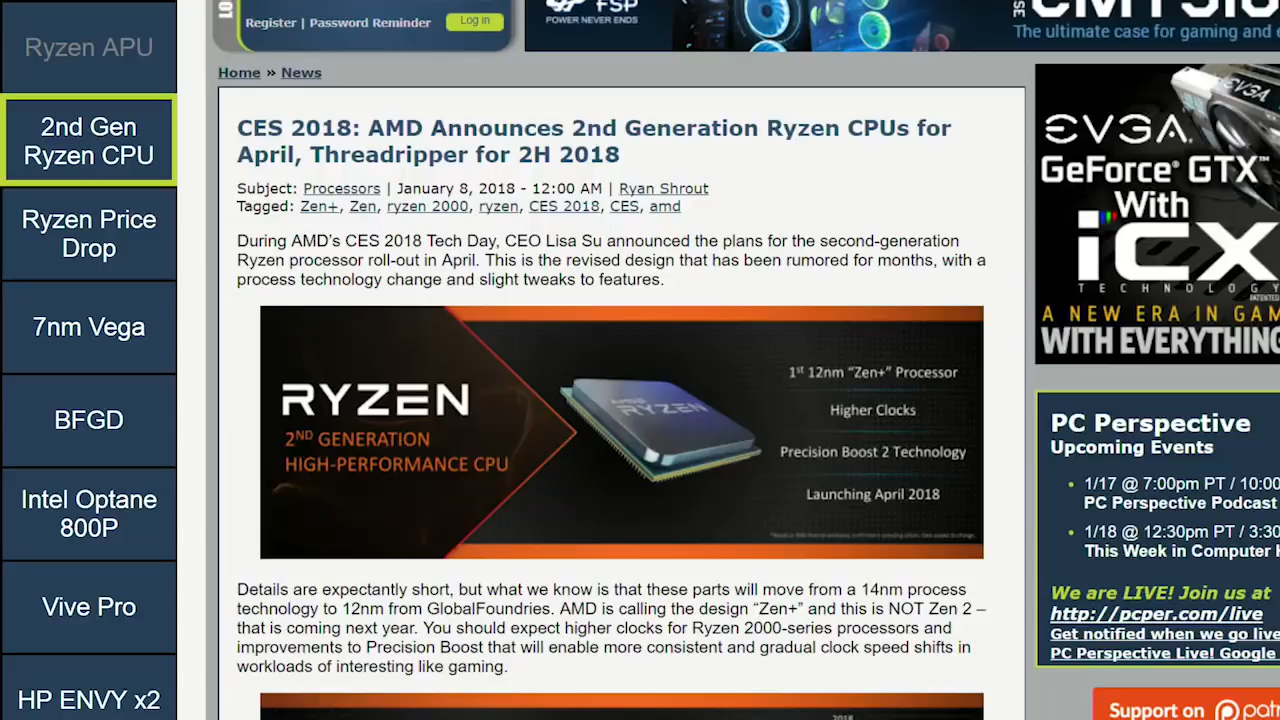 Ryzen APU
2nd Gen
Ryzen CPU
Ryzen Price
Drop
7nm Vega
BFGD
Intel Optane
800P
Vive Pro
HP ENVY x2
Register | Password Reminder
Log in
FSP
POWER NEVER ENDS
The ultimate case for gaming and
Home » News
CES 2018: AMD Announces 2nd Generation Ryzen CPUs for
April, Threadripper for 2H 2018
Subject: Processors | January 8, 2018 - 12:00 AM | Ryan Shrout
Tagged: Zen+, Zen, ryzen 2000, ryzen, CES 2018, CES, amd
During AMD’s CES 2018 Tech Day, CEO Lisa Su announced the plans for the second-generation
Ryzen processor roll-out in April. This is the revised design that has been rumored for months, with a
process technology change and slight tweaks to features.
RYZEN
2ND GENERATION
HIGH-PERFORMANCE CPU
AMD
RYZEN
1st 12nm “Zen+” Processor
Higher Clocks
Precision Boost 2 Technology
Launching April 2018
Details are expectantly short, but what we know is that these parts will move from a 14nm process
technology to 12nm from GlobalFoundries. AMD is calling the design “Zen+” and this is NOT Zen 2 –
that is coming next year. You should expect higher clocks for Ryzen 2000-series processors and
improvements to Precision Boost that will enable more consistent and gradual clock speed shifts in
workloads of interesting like gaming.
2018
EVGA
EVGA.
GeForce® GTX™
With
iCX
TECHNOLOGY
PATENTED
A NEW ERA IN GAM
WITH EVERYTHING
PC Perspective
Upcoming Events
• 1/17 @ 7:00pm PT / 10:00
PC Perspective Podcast
• 1/18 @ 12:30pm PT / 3:30
This Week in Computer
We are LIVE! Join us at
http://pcper.com/live
Get notified when we go live
PC Perspective Live! Google
Support on patr